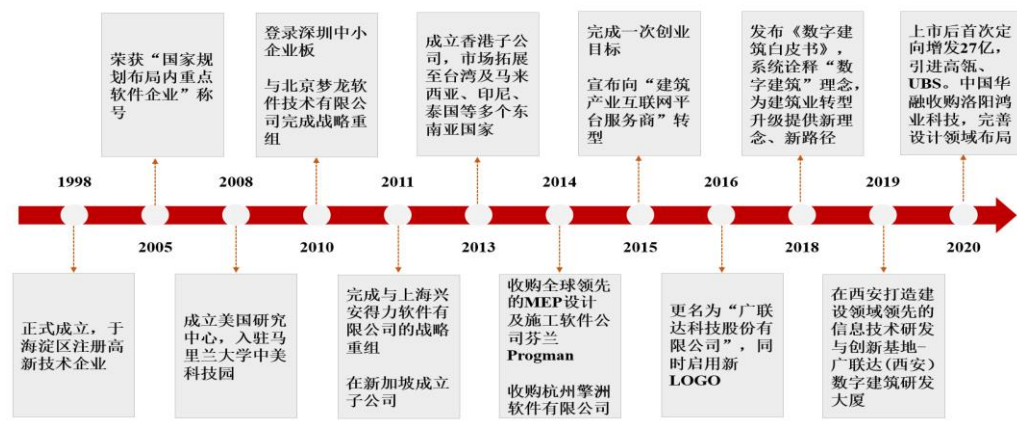 荣获“国家规
划布局内重点
软件企业”称
号
登录深圳中小
企业板
与北京梦龙软
件技术有限公
司完成战略重
组
成立香港子公
司，市场拓展
至台湾及马来
西亚、印尼、
泰国等多个东
南亚国家
完成一次创业
目标
宣布向“建筑
产业互联网平
台服务商”转
型
发布《数字建
筑白皮书》，
系统诠释“数
字建筑”理念，
为建筑业转型
升级提供新理
念、新路径
上市后首次定
向增发27亿，
引进高瓴、
UBS。中国华
融收购洛阳鸿
业科技，完善
设计领域布局
1998
2008
2011
2014
2016
2019
2005
2010
2013
2015
2018
2020
正式成立，于
海淀区注册高
新技术企业
成立美国研究
中心，入驻马
里兰大学中美
科技园
完成与上海兴
安得力软件有
限公司的战略
重组
在新加坡成立
子公司
收购全球领先
的MEP设计
及施工软件公
司芬兰
Progman
收购杭州擎洲
软件有限公司
更名为“广联
达科技股份有
限公司”，同
时启用新
LOGO
在西安打造建
设领域领先的
信息技术研发
与创新基地-
广联达(西安)
数字建筑研发
大厦